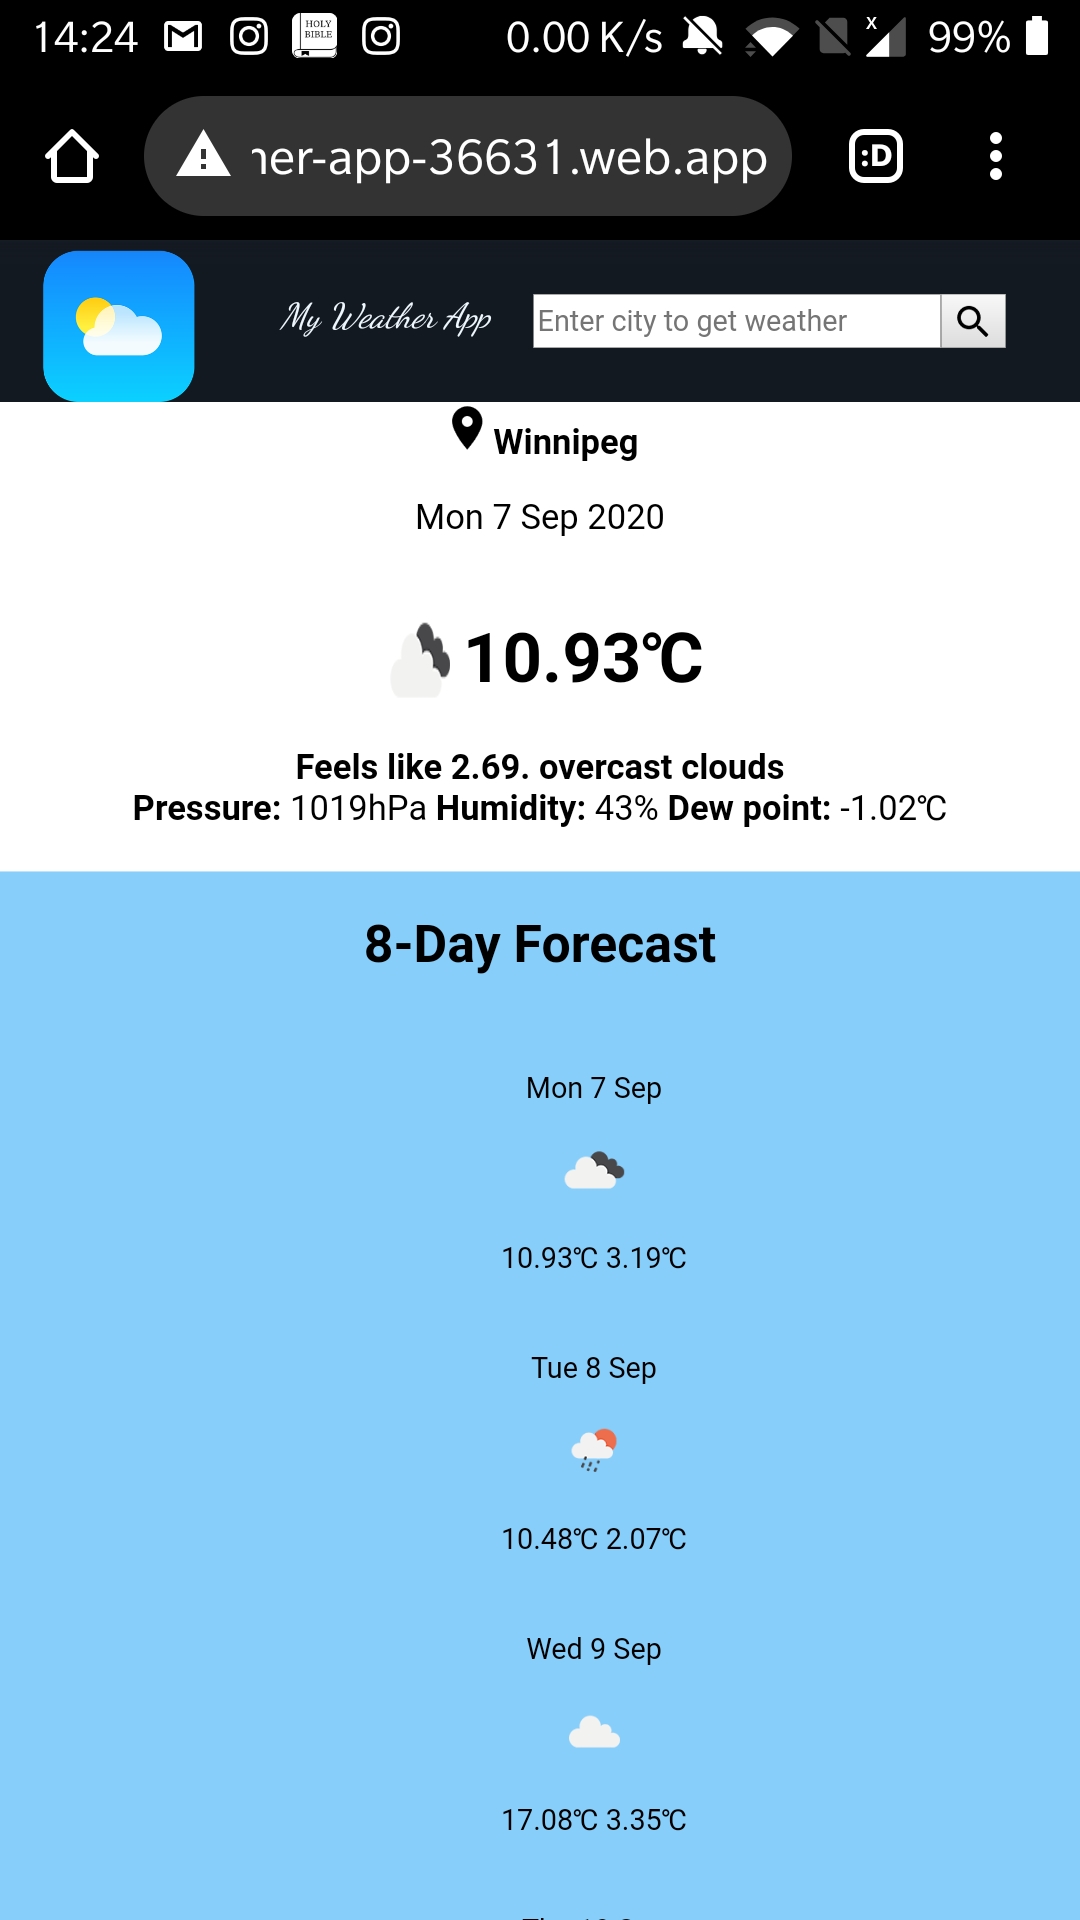 14:24 HOLY BIBLE 0.00 K/s x 99%
ner-app-36631.web.app :D
My Weather App Enter city to get weather
Winnipeg
Mon 7 Sep 2020
10.93℃
Feels like 2.69. overcast clouds
Pressure: 1019hPa Humidity: 43% Dew point: -1.02℃
8-Day Forecast
Mon 7 Sep
10.93℃ 3.19℃
Tue 8 Sep
10.48℃ 2.07℃
Wed 9 Sep
17.08℃ 3.35℃